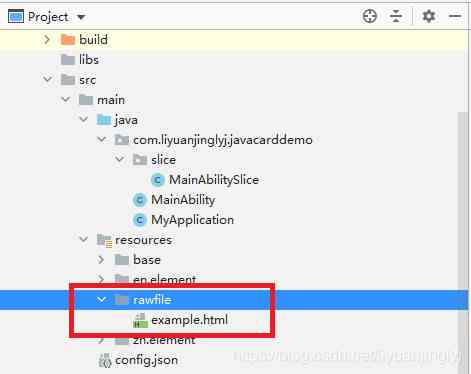 Project
build
libs
src
main
java
com.liyuanjinglyj.javacarddemo
slice
MainAbilitySlice
MainAbility
MyApplication
resources
base
en.element
rawfile
example.html
zh.element
config.json
https://blog.csdn.net/liyuanjinglyj